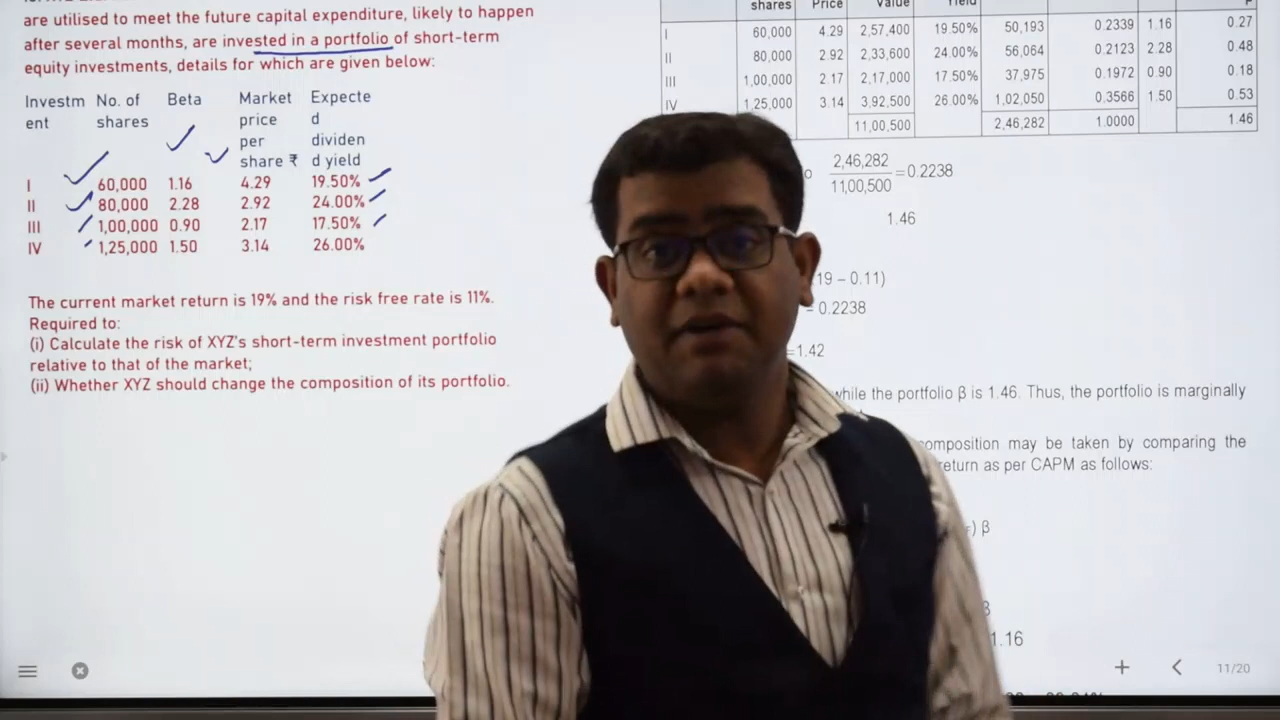 are utilised to meet the future capital expenditure, likely to happen
after several months, are invested in a portfolio of short-term
equity investments, details for which are given below:
Investm No. of Beta Market Expecte
ent shares price d
per dividen
share ₹ d yield
I 60,000 1.16 4.29 19.50%
II 80,000 2.28 2.92 24.00%
III 1,00,000 0.90 2.17 17.50%
IV 1,25,000 1.50 3.14 26.00%
The current market return is 19% and the risk free rate is 11%.
Required to:
(i) Calculate the risk of XYZ's short-term investment portfolio
relative to that of the market;
(ii) Whether XYZ should change the composition of its portfolio.
shares Price Value Yield
I 60,000 4.29 2,57,400 19.50% 50,193 0.2339 1.16 0.27
II 80,000 2.92 2,33,600 24.00% 56,064 0.2123 2.28 0.48
III 1,00,000 2.17 2,17,000 17.50% 37,975 0.1972 0.90 0.18
IV 1,25,000 3.14 3,92,500 26.00% 1,02,050 0.3566 1.50 0.53
11,00,500 2,46,282 1.0000 1.46
2,46,282
11,00,500
=0.2238
1.46
19 – 0.11)
= 0.2238
=1.42
while the portfolio β is 1.46. Thus, the portfolio is marginally
composition may be taken by comparing the
return as per CAPM as follows:
) β
1.16
11/20